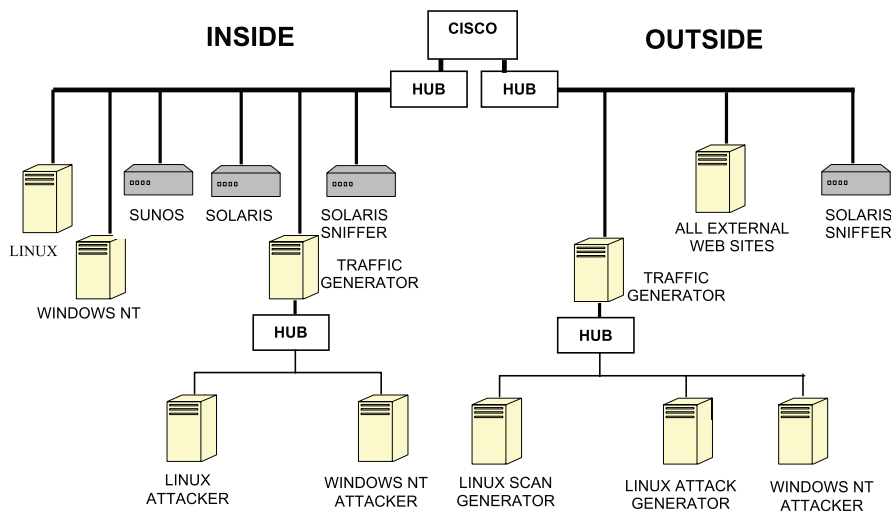 INSIDE
CISCO
OUTSIDE
HUB
HUB
LINUX
WINDOWS NT
SUNOS
SOLARIS
SOLARIS
SNIFFER
TRAFFIC
GENERATOR
ALL EXTERNAL
WEB SITES
SOLARIS
SNIFFER
TRAFFIC
GENERATOR
HUB
HUB
LINUX
ATTACKER
WINDOWS NT
ATTACKER
LINUX SCAN
GENERATOR
LINUX ATTACK
GENERATOR
WINDOWS NT
ATTACKER